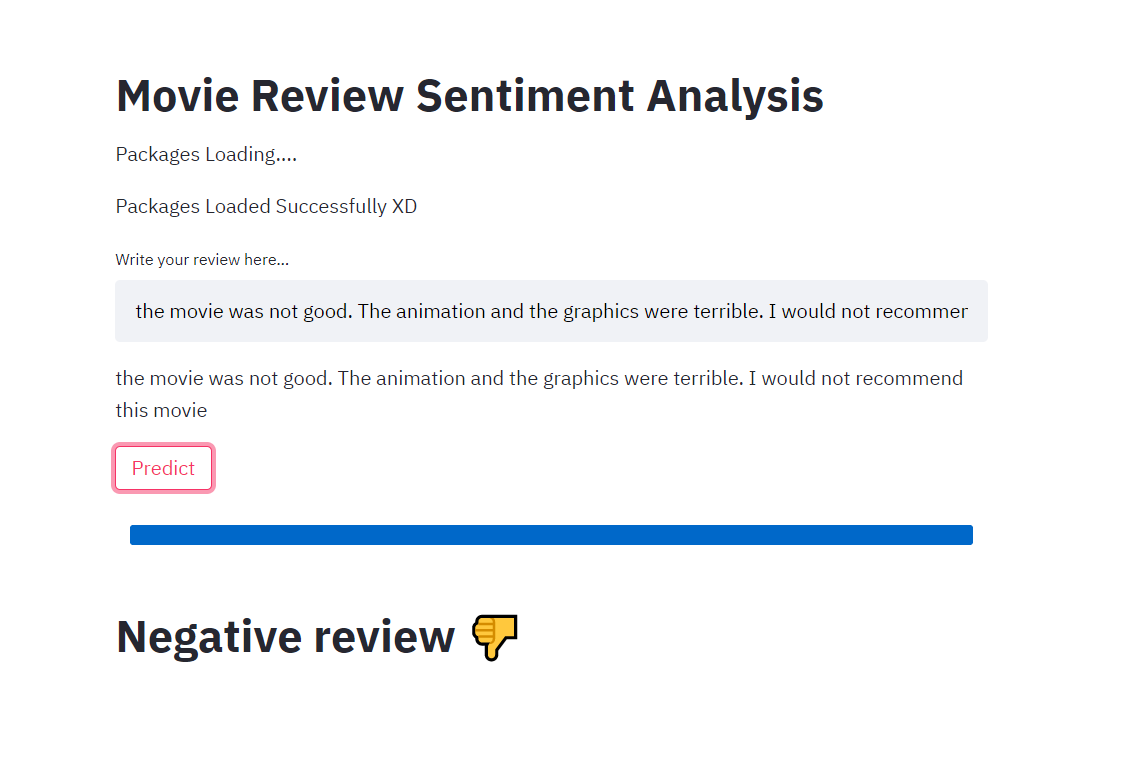 Movie Review Sentiment Analysis
Packages Loading....
Packages Loaded Successfully XD
Write your review here...
the movie was not good. The animation and the graphics were terrible. I would not recommer
the movie was not good. The animation and the graphics were terrible. I would not recommend
this movie
Predict
Negative review 👎